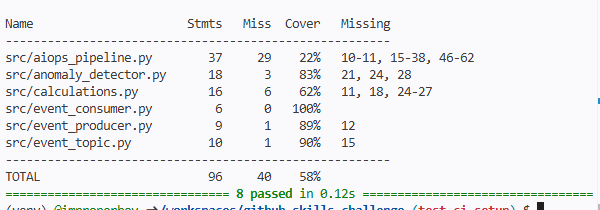 Name Stmts Miss Cover Missing
----------------------------------------------------------
src/aiops_pipeline.py 37 29 22% 10-11, 15-38, 46-62
src/anomaly_detector.py 18 3 83% 21, 24, 28
src/calculations.py 16 6 62% 11, 18, 24-27
src/event_consumer.py 6 0 100%
src/event_producer.py 9 1 89% 12
src/event_topic.py 10 1 90% 15
----------------------------------------------------------
TOTAL 96 40 58%
================================ 8 passed in 0.12s =================================
(venv) @improperboy ➜/workspaces/github-skills-challenge (test-ci-setup) $